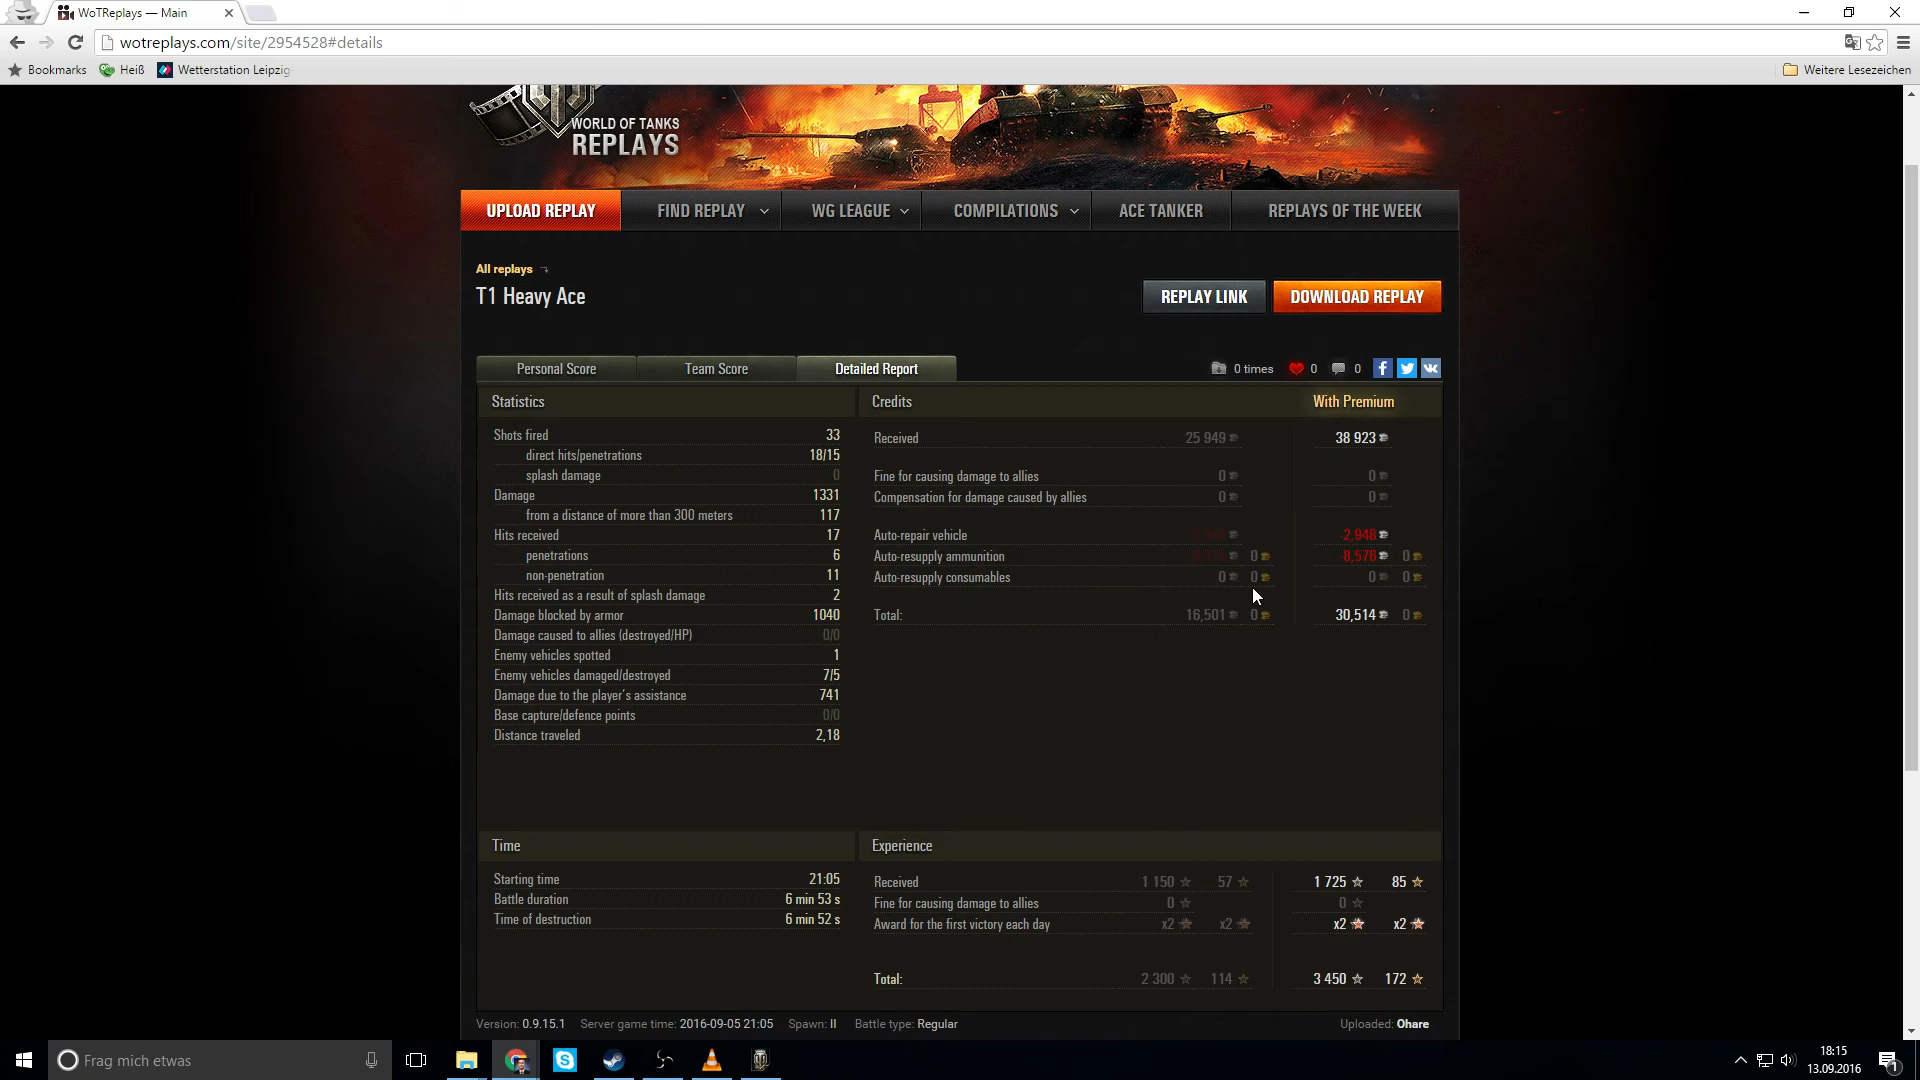 WoTReplays — Main
wotreplays.com/site/2954528#details
Bookmarks Heiß Wetterstation Leipzig Weitere Lesezeichen
WORLD OF TANKS
REPLAYS
UPLOAD REPLAY FIND REPLAY WG LEAGUE COMPILATIONS ACE TANKER REPLAYS OF THE WEEK
All replays
T1 Heavy Ace
REPLAY LINK DOWNLOAD REPLAY
Personal Score Team Score Detailed Report 0 times 0 0
Statistics
Shots fired 33
direct hits/penetrations 18/15
splash damage 0
Damage 1331
from a distance of more than 300 meters 117
Hits received 17
penetrations 6
non-penetration 11
Hits received as a result of splash damage 2
Damage blocked by armor 1040
Damage caused to allies (destroyed/HP) 0/0
Enemy vehicles spotted 1
Enemy vehicles damaged/destroyed 7/5
Damage due to the player's assistance 741
Base capture/defence points 0/0
Distance traveled 2,18
Credits With Premium
Received 25 949 38 923
Fine for causing damage to allies 0 0
Compensation for damage caused by allies 0 0
Auto-repair vehicle -2,948
Auto-resupply ammunition 0 -8,576 0
Auto-resupply consumables 0 0 0 0
Total: 16,501 0 30,514 0
Time
Starting time 21:05
Battle duration 6 min 53 s
Time of destruction 6 min 52 s
Experience
Received 1 150 57 1 725 85
Fine for causing damage to allies 0 0
Award for the first victory each day x2 x2 x2 x2
Total: 2 300 114 3 450 172
Version: 0.9.15.1 Server game time: 2016-09-05 21:05 Spawn: II Battle type: Regular Uploaded: Ohare
Frag mich etwas
18:15
13.09.2016
1